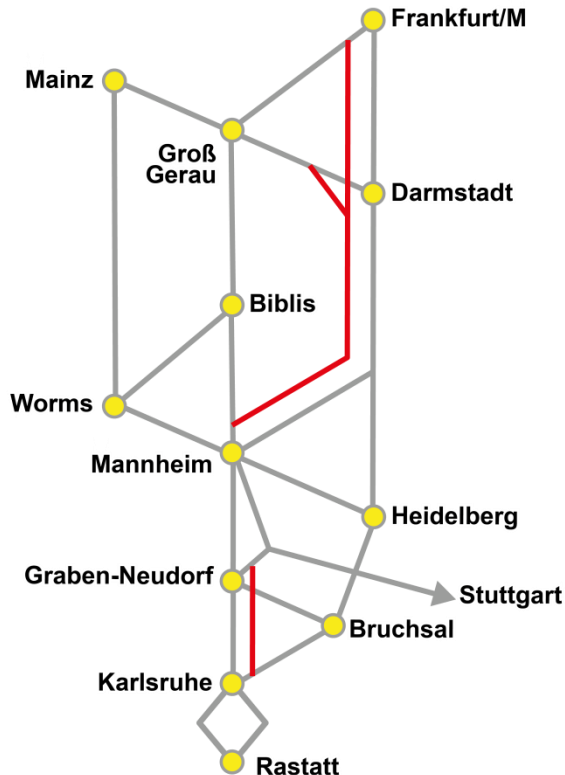 Frankfurt/M
Mainz
Groß
Gerau
Darmstadt
Biblis
Worms
Mannheim
Heidelberg
Graben-Neudorf
Stuttgart
Bruchsal
Karlsruhe
Rastatt